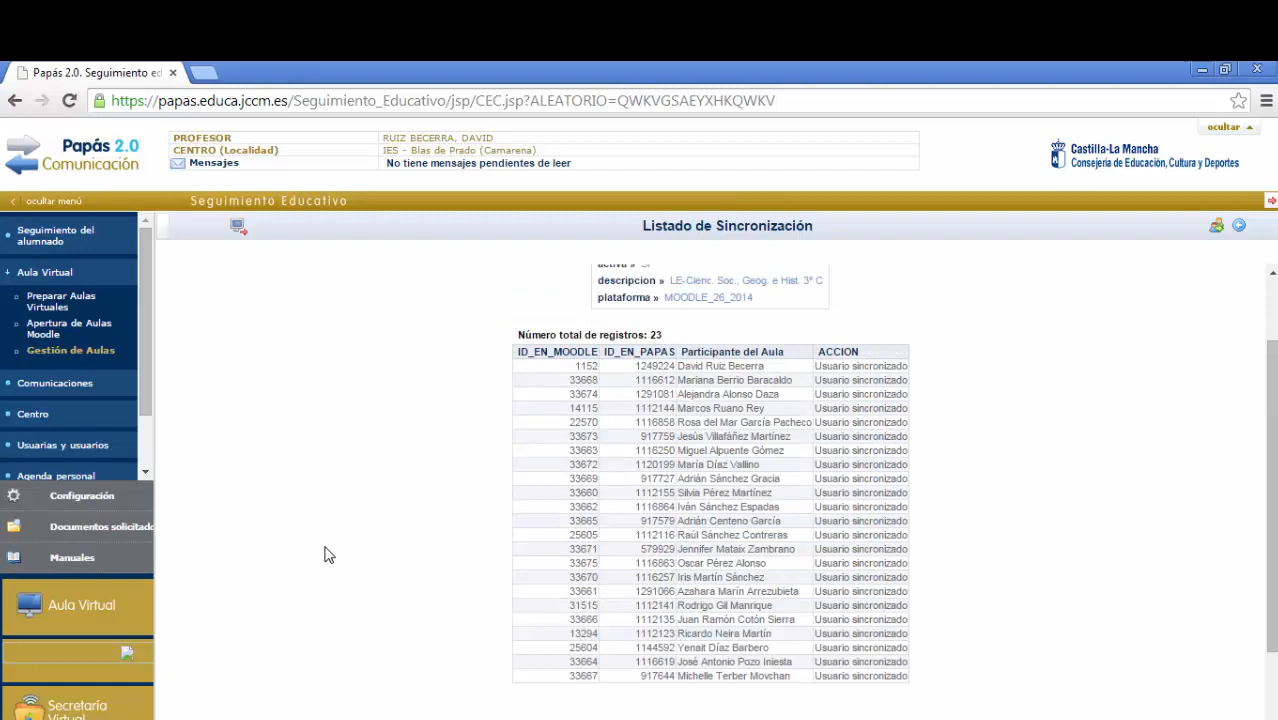 Papás 2.0. Seguimiento ed
https://papas.educa.jccm.es/Seguimiento_Educativo/jsp/CEC.jsp?ALEATORIO=QWKVGSAEYXHKQWKV
ocultar
Papás 2.0
Comunicación
PROFESOR RUIZ BECERRA, DAVID
CENTRO (Localidad) IES - Blas de Prado (Camarena)
Mensajes No tiene mensajes pendientes de leer
Castilla-La Mancha
Consejería de Educación, Cultura y Deportes
ocultar menú
Seguimiento Educativo
Listado de Sincronización
Seguimiento del
alumnado
Aula Virtual
Preparar Aulas
Virtuales
Apertura de Aulas
Moodle
Gestión de Aulas
Comunicaciones
Centro
Usuarias y usuarios
Agenda personal
Configuración
Documentos solicitado
Manuales
Aula Virtual
Secretaría
Virtual
activa » SI
descripcion » LE-Cienc. Soc., Geog. e Hist. 3º C
plataforma » MOODLE_26_2014
Número total de registros: 23
ID_EN_MOODLE ID_EN_PAPAS Participante del Aula ACCION
1152 1249224 David Ruiz Becerra Usuario sincronizado
33668 1116612 Mariana Berrio Baracaldo Usuario sincronizado
33674 1291081 Alejandra Alonso Daza Usuario sincronizado
14115 1112144 Marcos Ruano Rey Usuario sincronizado
22570 1116858 Rosa del Mar García Pacheco Usuario sincronizado
33673 917759 Jesús Villafáñez Martínez Usuario sincronizado
33663 1116250 Miguel Alpuente Gómez Usuario sincronizado
33672 1120199 María Díaz Vallino Usuario sincronizado
33669 917727 Adrián Sánchez Gracia Usuario sincronizado
33660 1112155 Silvia Pérez Martínez Usuario sincronizado
33662 1116864 Iván Sánchez Espadas Usuario sincronizado
33665 917579 Adrián Centeno García Usuario sincronizado
25605 1112116 Raúl Sánchez Contreras Usuario sincronizado
33671 579929 Jennifer Mataix Zambrano Usuario sincronizado
33675 1116863 Oscar Pérez Alonso Usuario sincronizado
33670 1116257 Iris Martín Sánchez Usuario sincronizado
33661 1291066 Azahara Marín Arrezubieta Usuario sincronizado
31515 1112141 Rodrigo Gil Manrique Usuario sincronizado
33666 1112135 Juan Ramón Cotón Sierra Usuario sincronizado
13294 1112123 Ricardo Neira Martín Usuario sincronizado
25604 1144592 Yenait Díaz Barbero Usuario sincronizado
33664 1116619 José Antonio Pozo Iniesta Usuario sincronizado
33667 917644 Michelle Terber Movchan Usuario sincronizado